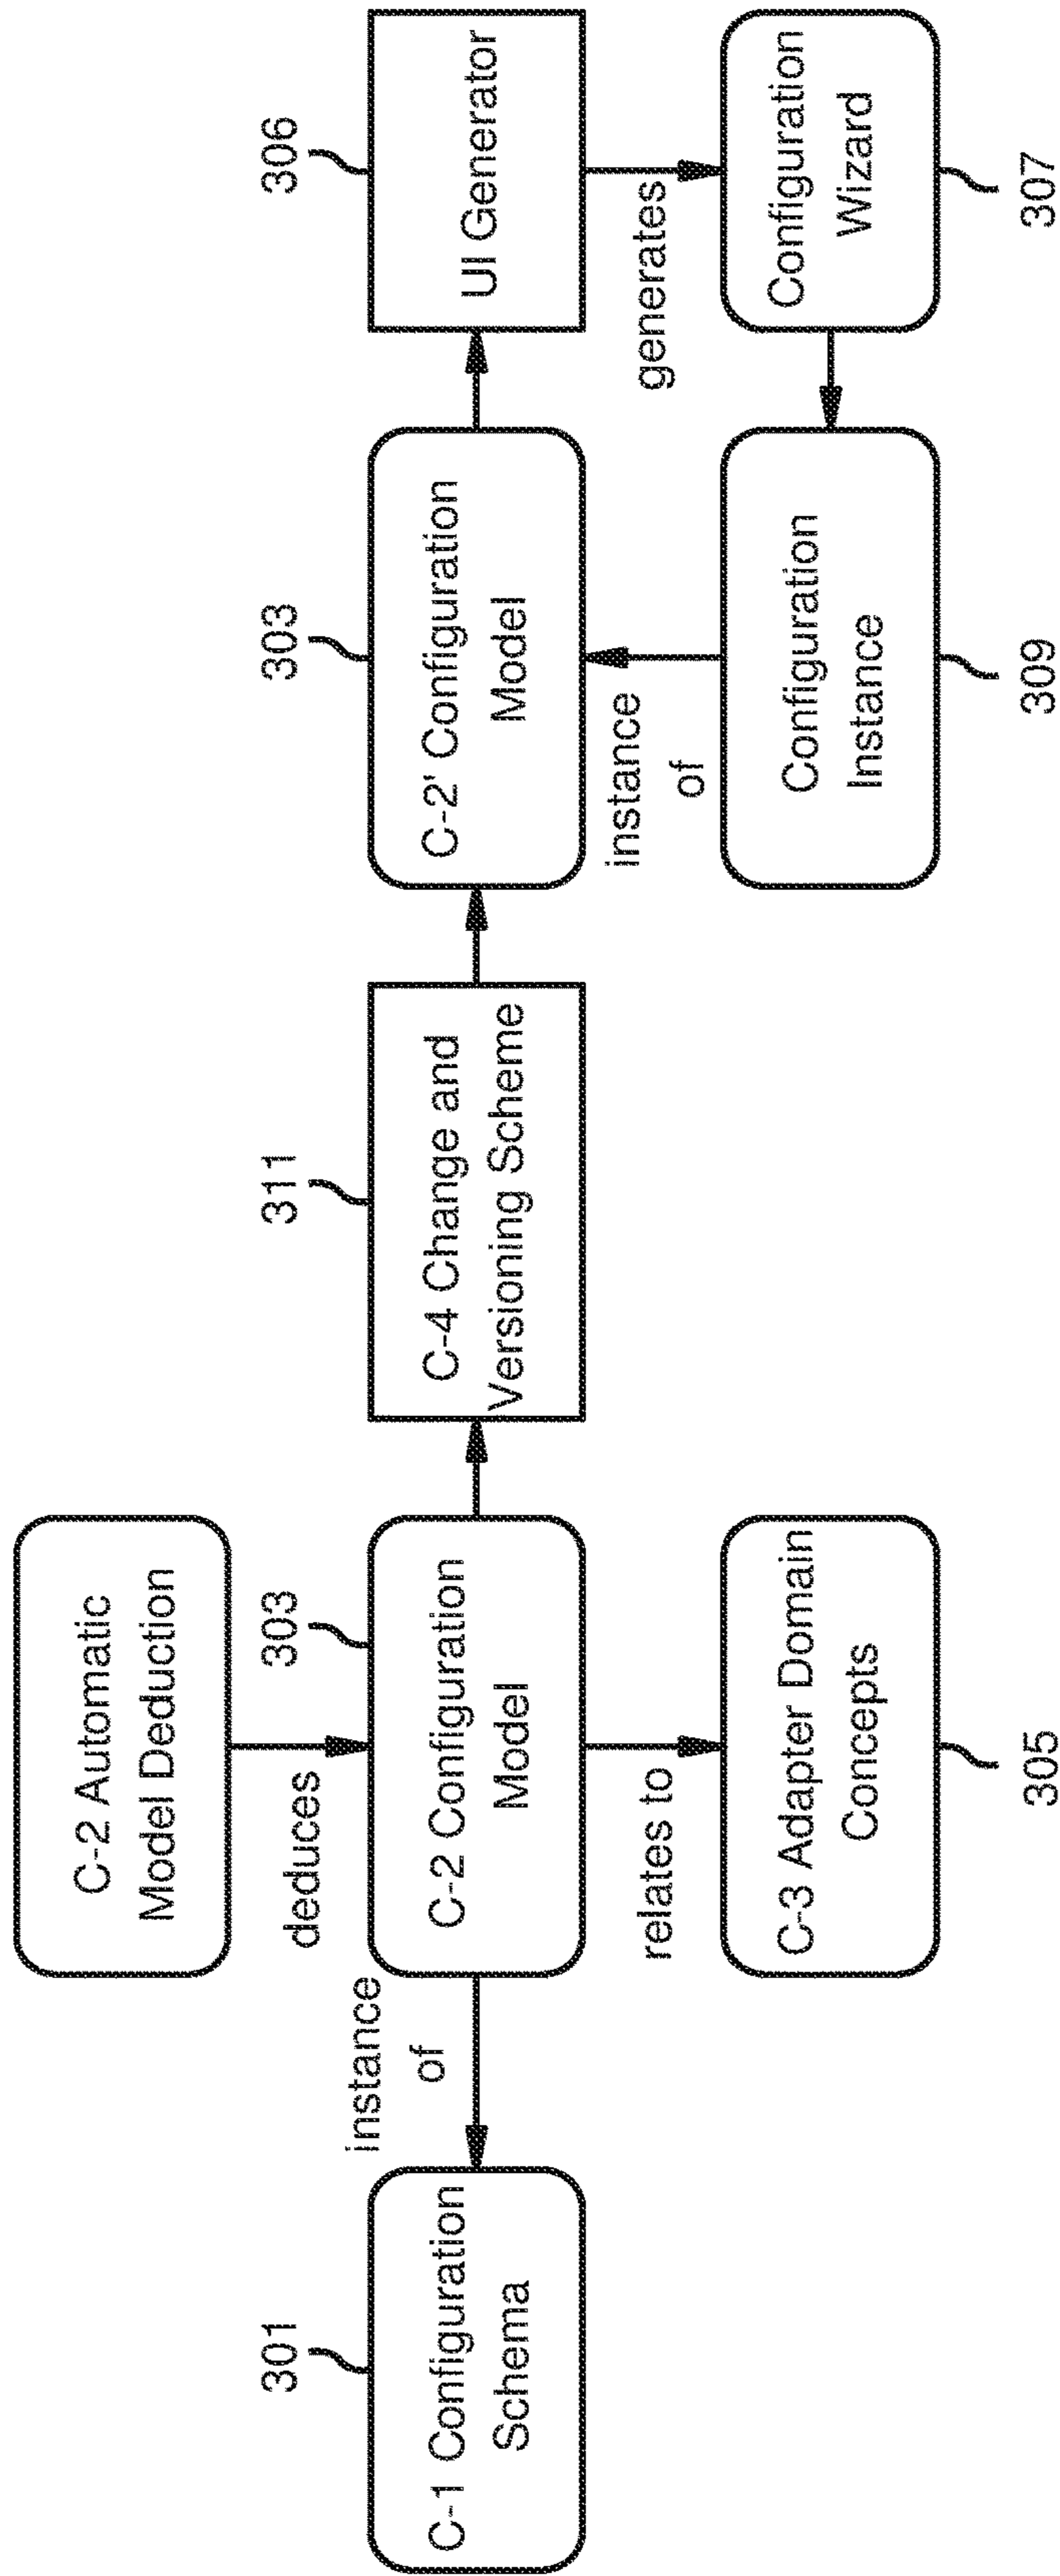 C-2 Automatic
Model Deduction
deduces
301
303
311
303
306
C-1 Configuration
Schema
instance
of
C-2 Configuration
Model
C-4 Change and
Versioning Scheme
C-2' Configuration
Model
UI Generator
relates to
instance
of
generates
C-3 Adapter Domain
Concepts
Configuration
Instance
Configuration
Wizard
305
309
307